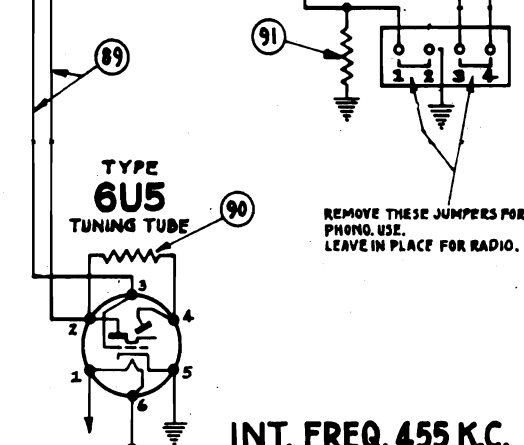 91
89
1 2 3 4
TYPE
6U5
TUNING TUBE
90
REMOVE THESE JUMPERS FOR
PHONO. USE.
LEAVE IN PLACE FOR RADIO.
3
2
4
1
5
6
INT. FREQ. 455 K.C.